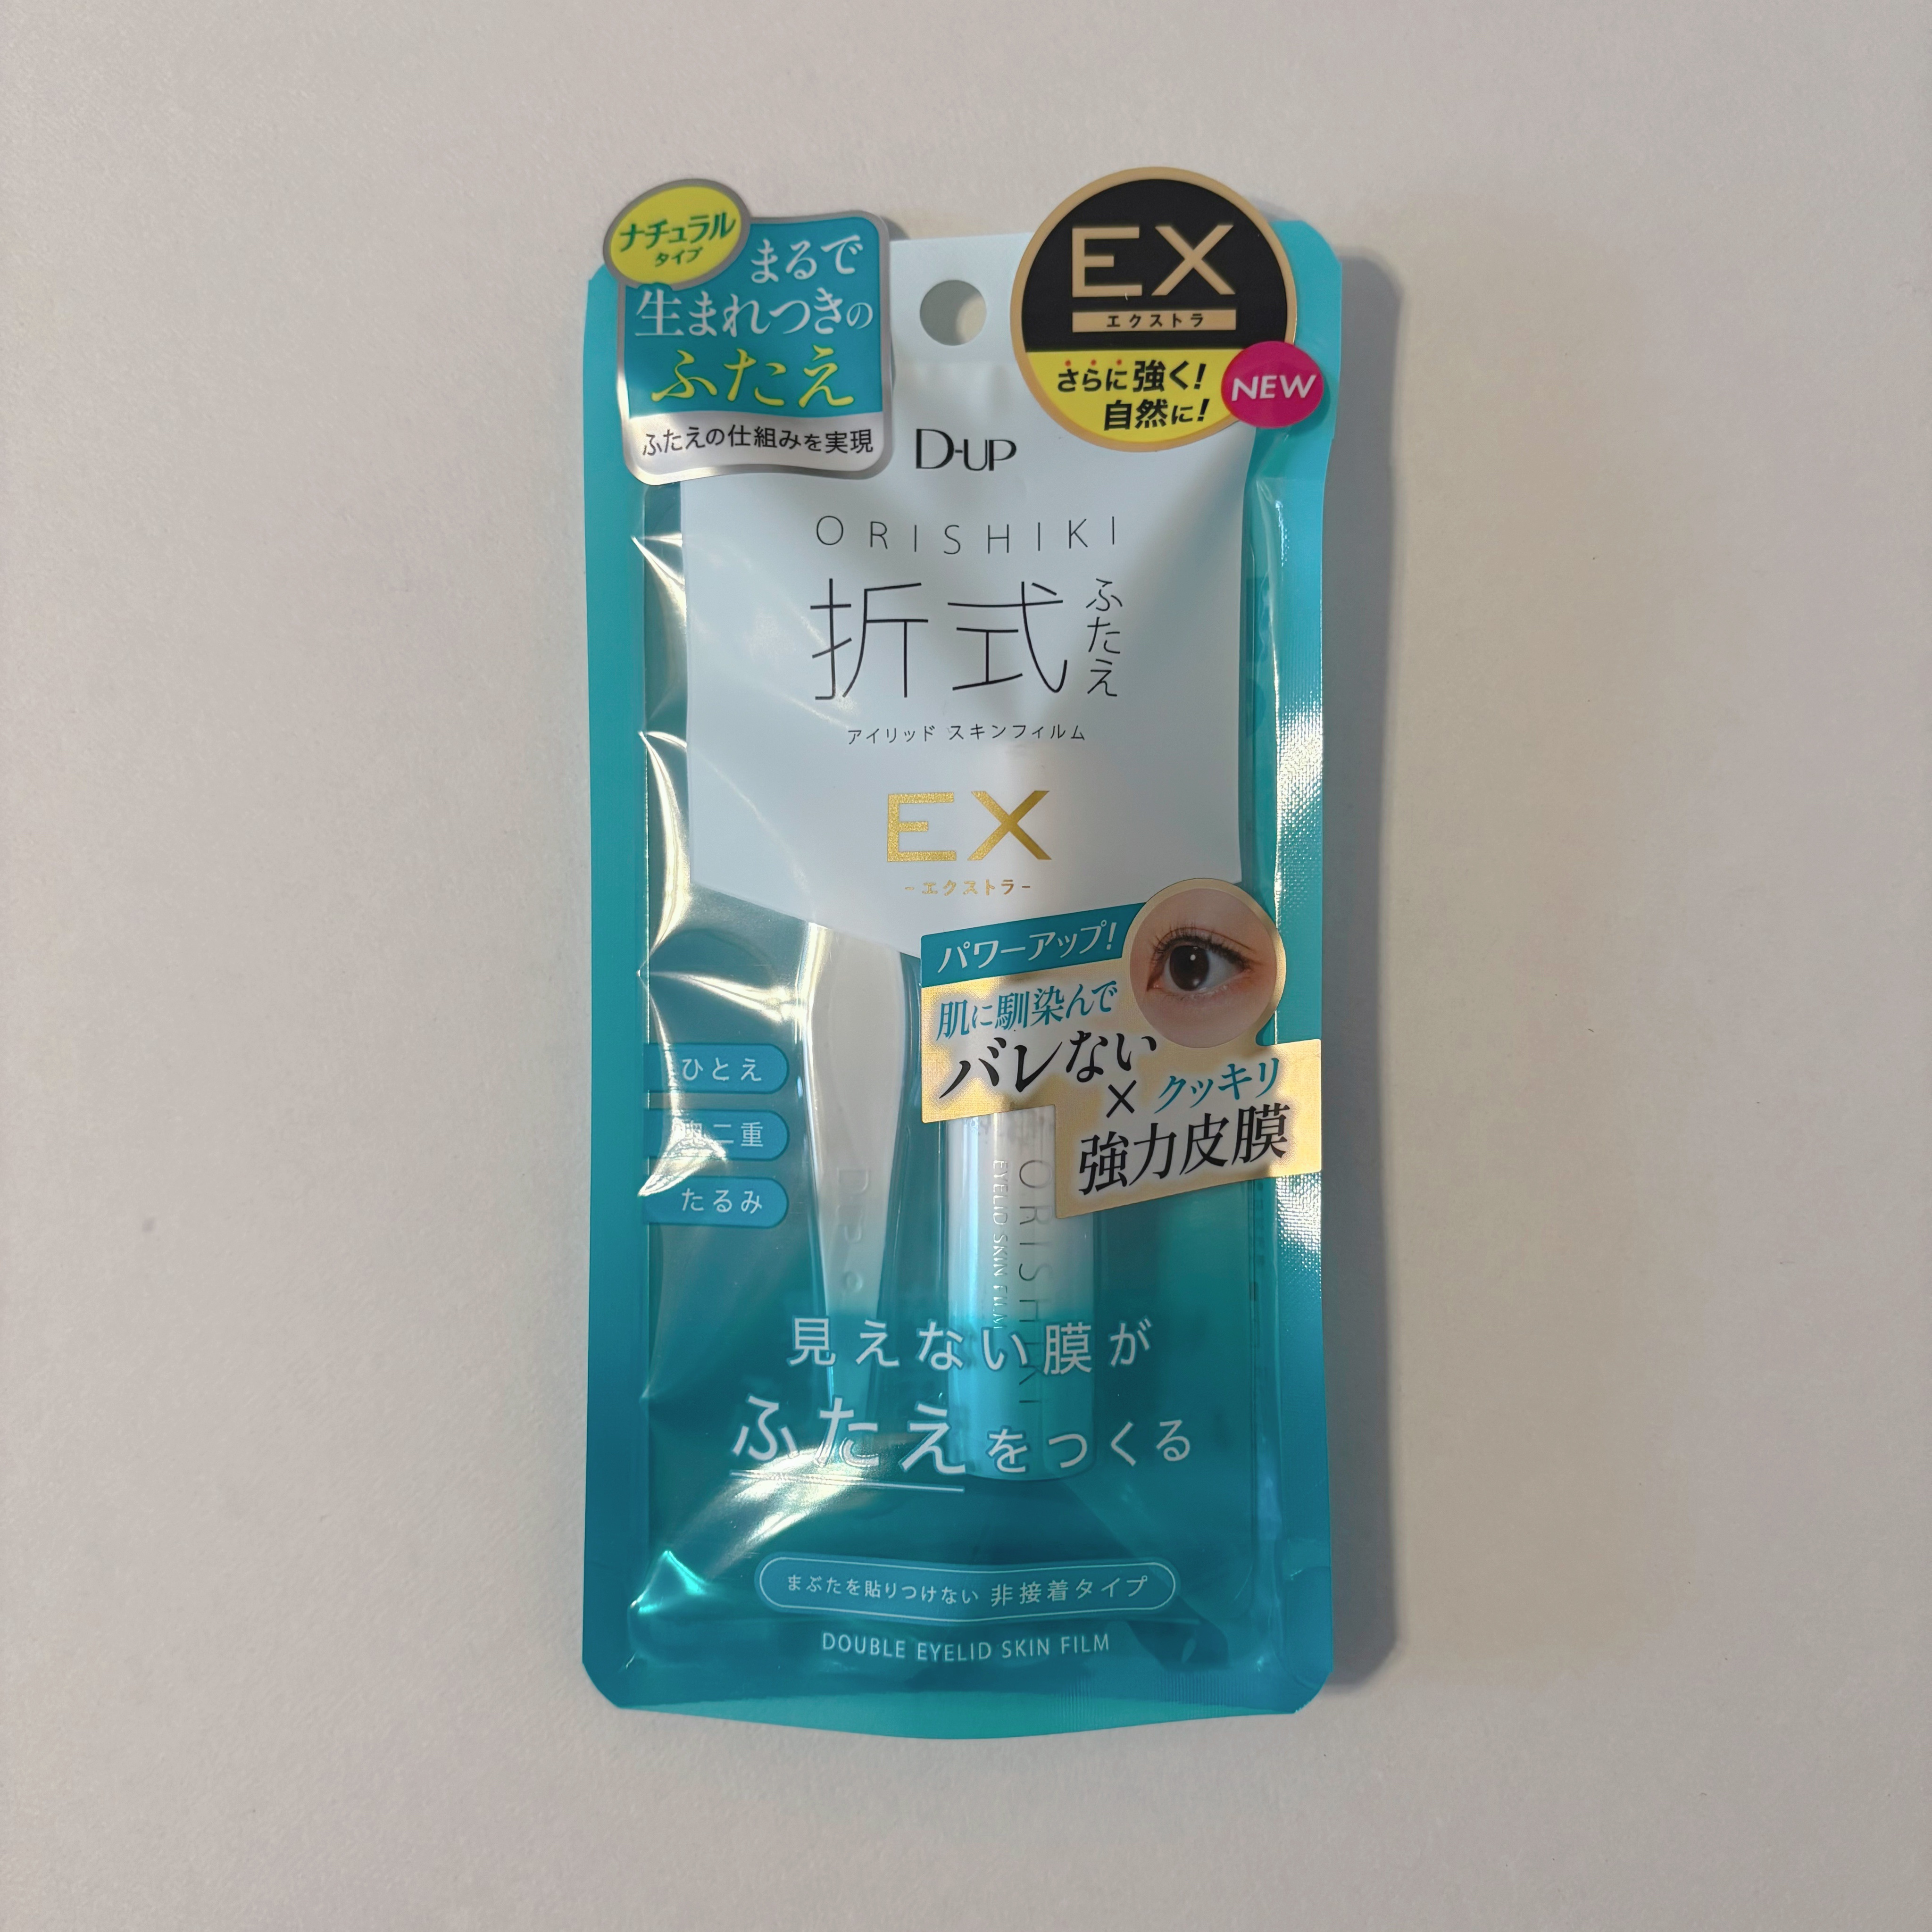 ナチュラル
タイプ
まるで
生まれつきの
ふたえ
ふたえの仕組みを実現
EX
エクストラ
さらに強く!
自然に!
NEW
D-UP
ORISHIKI
折式
ふたえ
アイリッド スキンフィルム
EX
-エクストラ-
パワーアップ!
肌に馴染んで
バレない
×クッキリ
強力皮膜
ひとえ
奥二重
たるみ
ORISHIKI
EYELID SKIN FILM
見えない膜が
ふたえをつくる
まぶたを貼りつけない 非接着タイプ
DOUBLE EYELID SKIN FILM